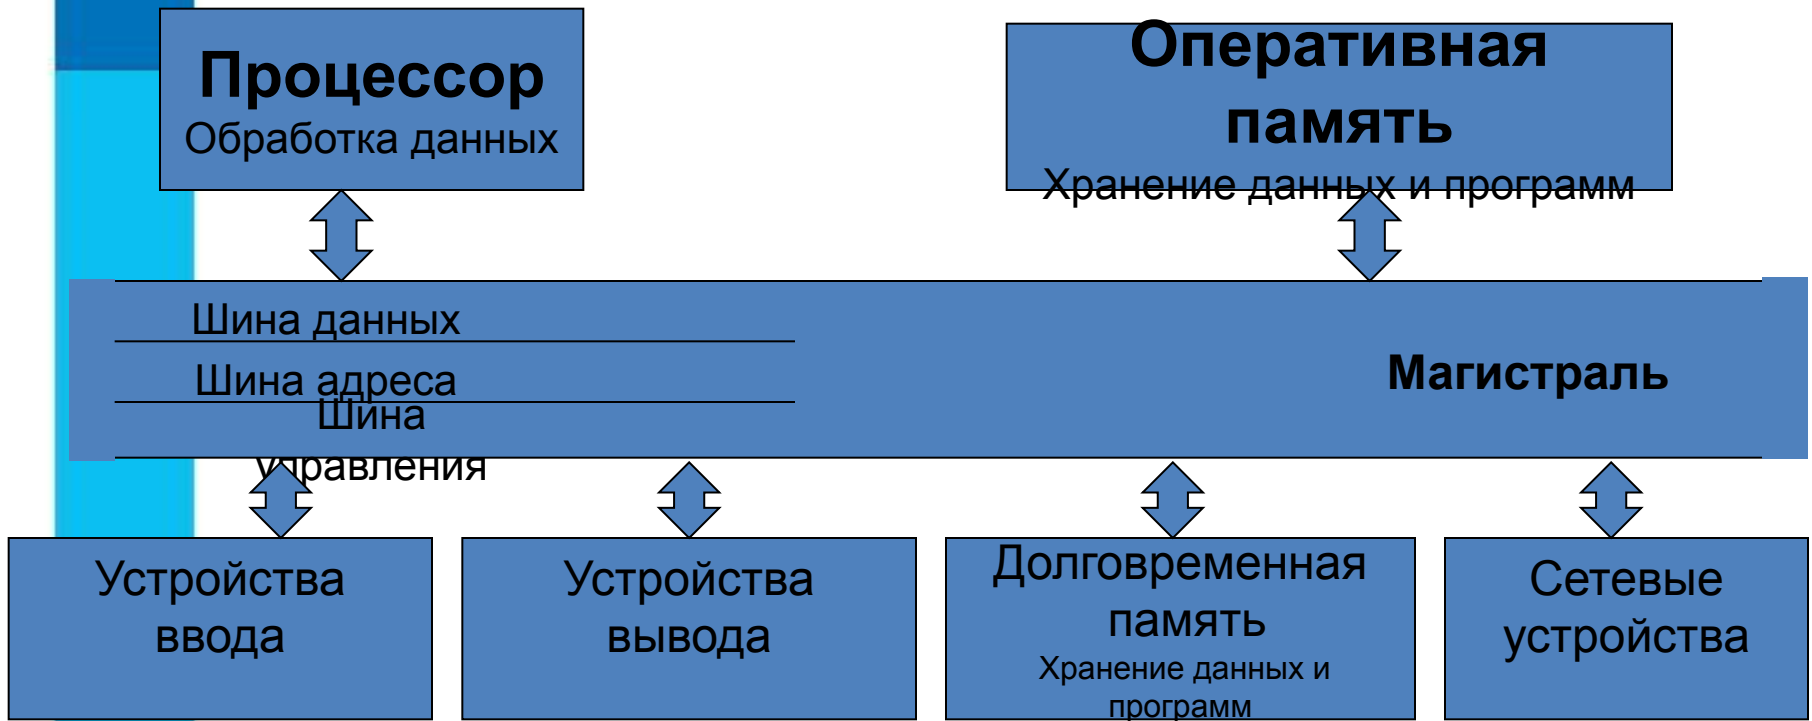 Процессор
Обработка данных
Оперативная
память
Хранение данных и программ
Шина данных
Шина адреса
Шина
управления
Магистраль
Устройства
ввода
Устройства
вывода
Долговременная
память
Хранение данных и
программ
Сетевые
устройства